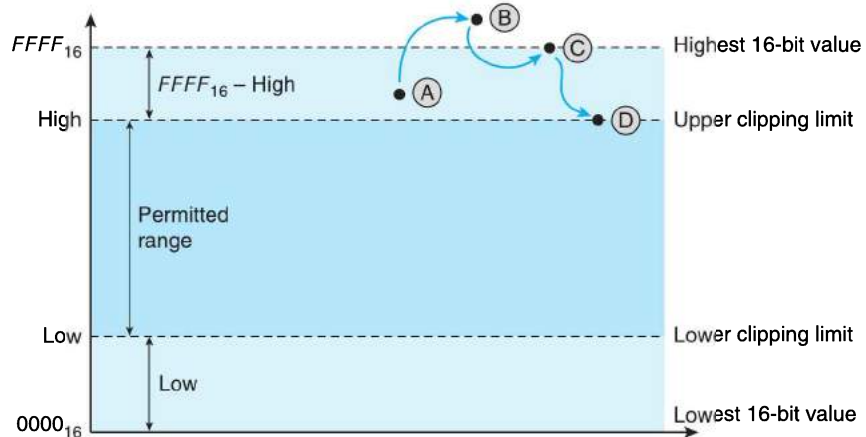 B
FFFF₁₆
C
Highest 16-bit value
FFFF₁₆ – High
A
High
D
Upper clipping limit
Permitted
range
Low
Lower clipping limit
Low
0000₁₆
Lowest 16-bit value